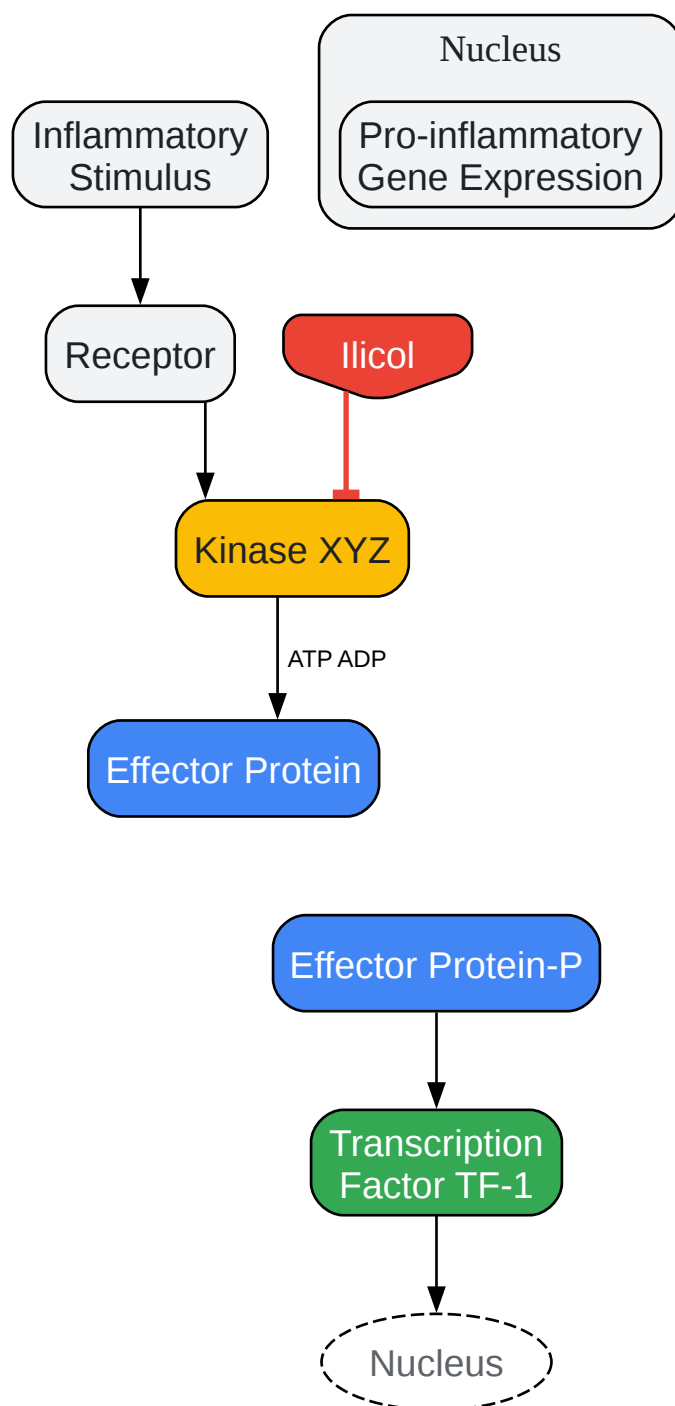 Nucleus
Inflammatory
Stimulus
Pro-inflammatory
Gene Expression
Receptor
Ilicol
Kinase XYZ
ATP ADP
Effector Protein
Effector Protein-P
Transcription
Factor TF-1
Nucleus